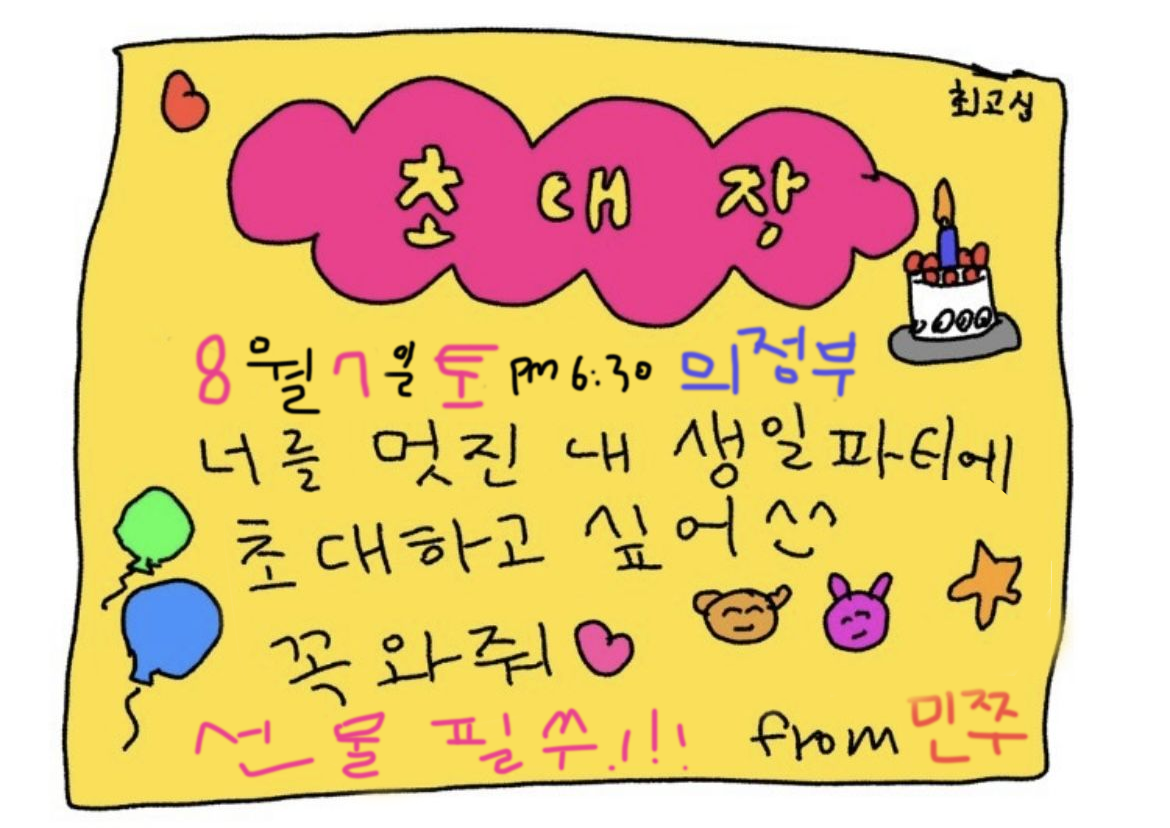 최고심
초대장
8월 7일 토 pm 6:30 의정부
너를 멋진 내 생일파티에
초대하고 싶어^^
꼭 와줘
선물 필쑤!!!
from 민쭈